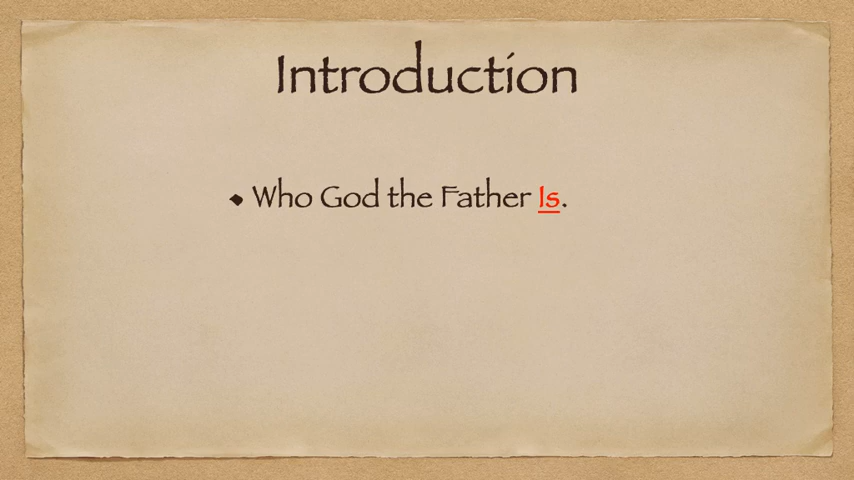 Introduction
Who God the Father Is.